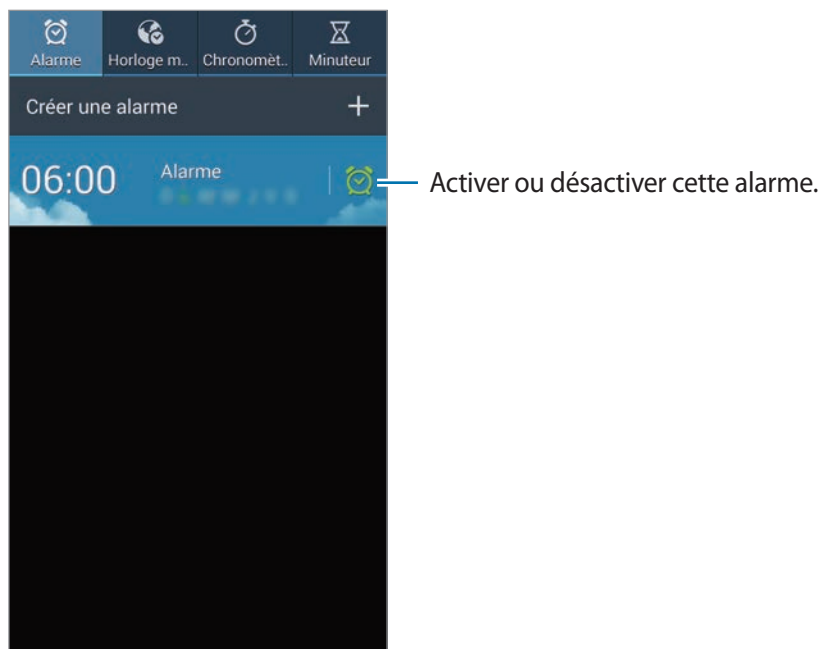 Alarme
Horloge m..
Chronomèt..
Minuteur
Créer une alarme
06:00
Alarme
Activer ou désactiver cette alarme.